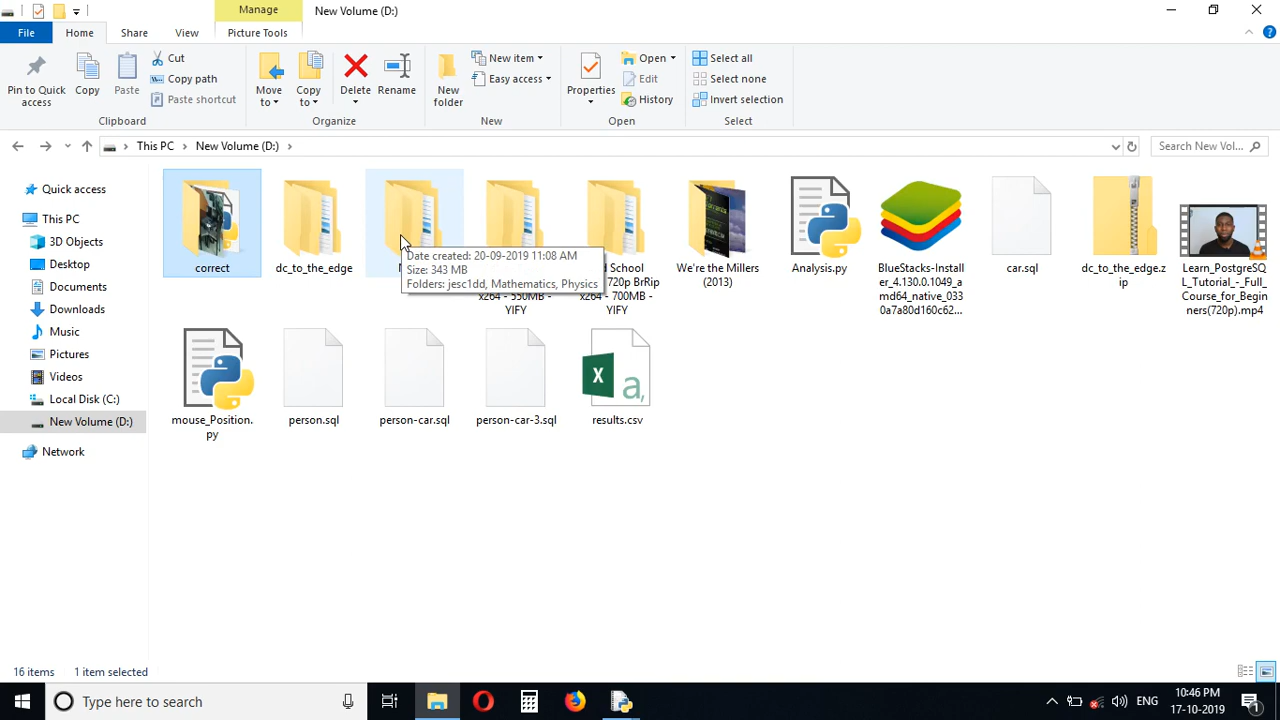 Manage
New Volume (D:)
File
Home
Share
View
Picture Tools
Pin to Quick access
Copy
Paste
Cut
Copy path
Paste shortcut
Clipboard
Move to
Copy to
Delete
Rename
Organize
New folder
New item
Easy access
New
Properties
Open
Edit
History
Open
Select all
Select none
Invert selection
Select
This PC
New Volume (D:)
Search New Vol...
Quick access
This PC
3D Objects
Desktop
Documents
Downloads
Music
Pictures
Videos
Local Disk (C:)
New Volume (D:)
Network
correct
dc_to_the_edge
Date created: 20-09-2019 11:08 AM
Size: 343 MB
Folders: jesc1dd, Mathematics, Physics
x264 - 550MB -
YIFY
School
720p BrRip
x264 - 700MB -
YIFY
We're the Millers
(2013)
Analysis.py
BlueStacks-Install
er_4.130.0.1049_a
md64_native_033
0a7a80d160c62...
car.sql
dc_to_the_edge.z
ip
Learn_PostgreSQ
L_Tutorial_-_Full_
Course_for_Begin
ners(720p).mp4
mouse_Position.
py
person.sql
person-car.sql
person-car-3.sql
X
a,
results.csv
16 items
1 item selected
Type here to search
ENG
10:46 PM
17-10-2019
1